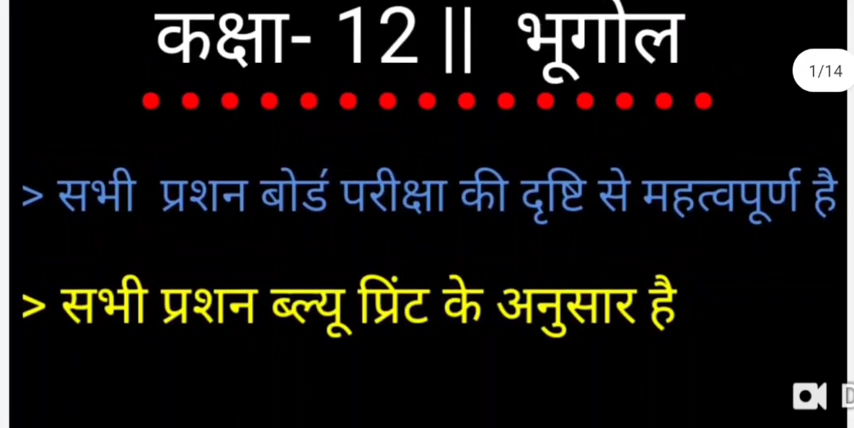 कक्षा- 12 || भूगोल
1/14
> सभी प्रशन बोर्ड परीक्षा की दृष्टि से महत्वपूर्ण है
> सभी प्रशन ब्ल्यू प्रिंट के अनुसार है